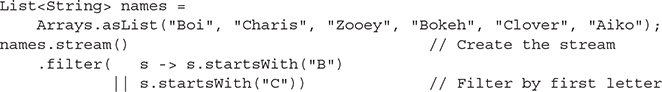 List<String> names =
    Arrays.asList("Boi", "Charis", "Zooey", "Bokeh", "Clover", "Aiko");
names.stream()                              // Create the stream
    .filter(   s -> s.startsWith("B")
            || s.startsWith("C"))           // Filter by first letter